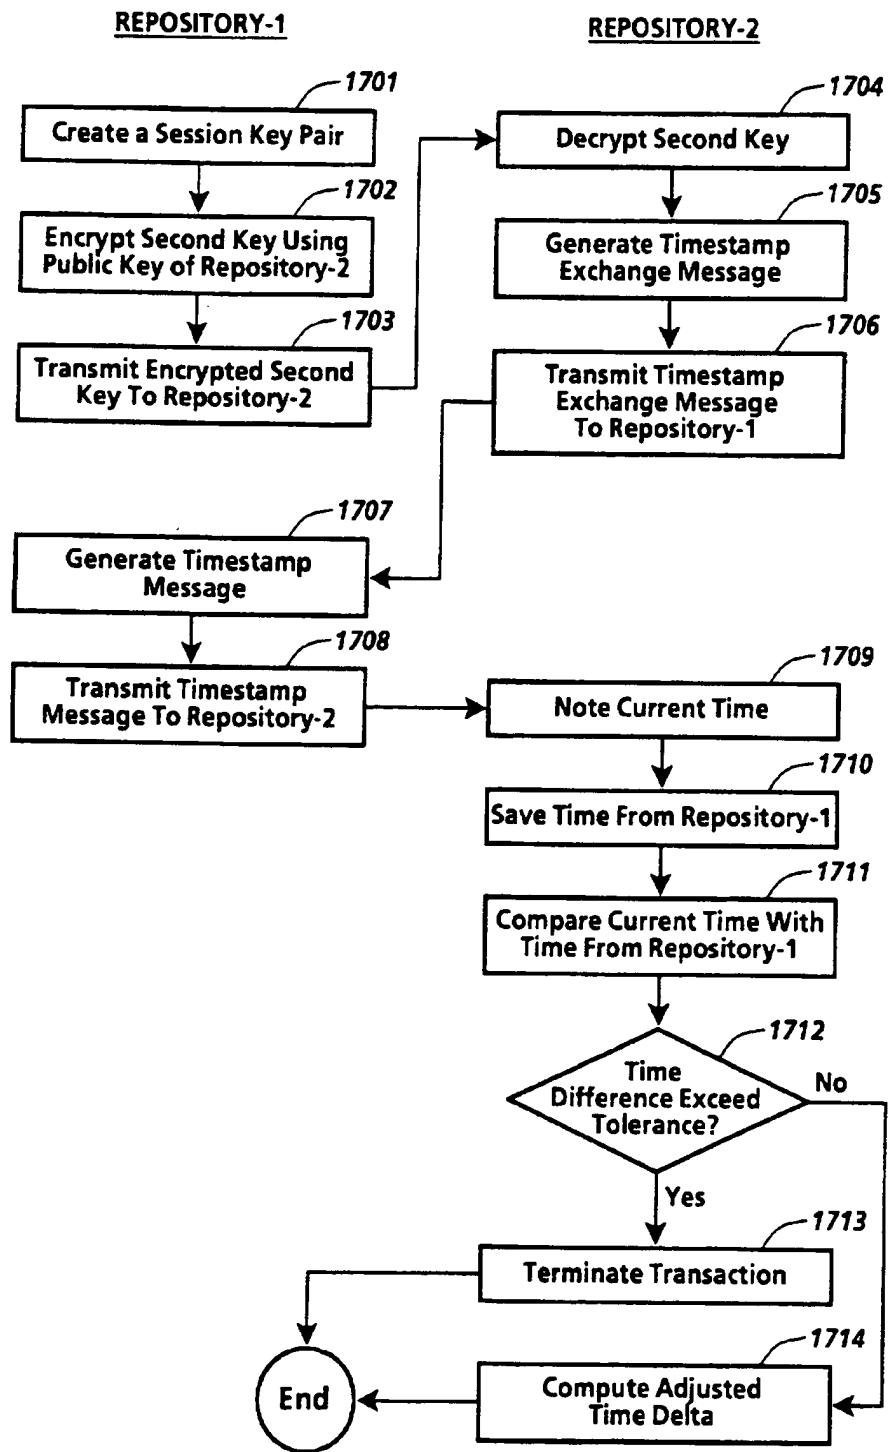 REPOSITORY-1
REPOSITORY-2
1701
Create a Session Key Pair
1702
Encrypt Second Key Using
Public Key of Repository-2
1703
Transmit Encrypted Second
Key To Repository-2
1704
Decrypt Second Key
1705
Generate Timestamp
Exchange Message
1706
Transmit Timestamp
Exchange Message
To Repository-1
1707
Generate Timestamp
Message
1708
Transmit Timestamp
Message To Repository-2
1709
Note Current Time
1710
Save Time From Repository-1
1711
Compare Current Time With
Time From Repository-1
1712
Time
Difference Exceed
Tolerance?
No
Yes
1713
Terminate Transaction
1714
Compute Adjusted
Time Delta
End